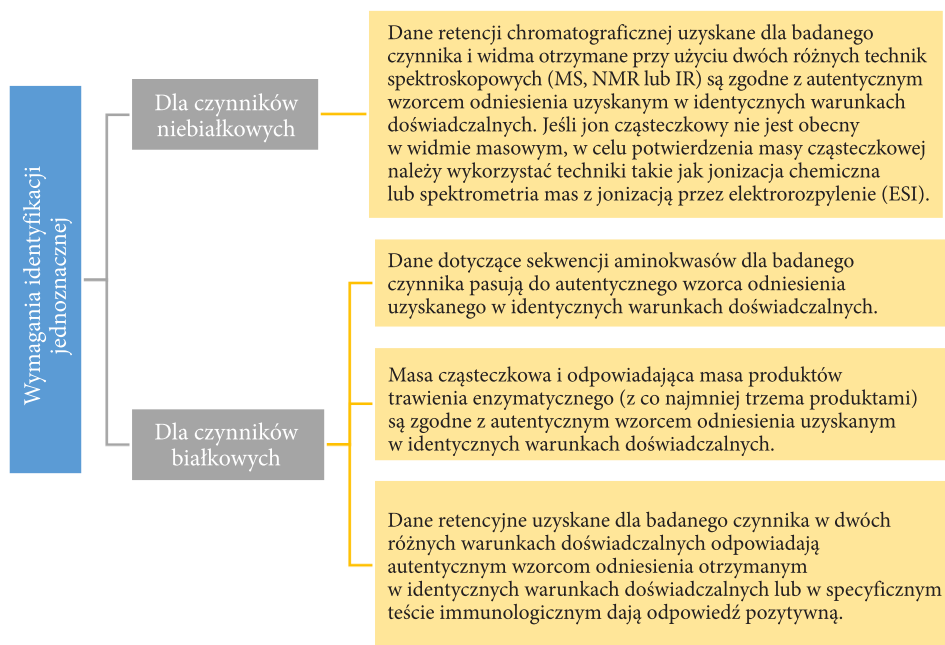 Wymagania identyfikacji
jednoznacznej
Dla czynników
niebiałkowych
Dane retencji chromatograficznej uzyskane dla badanego
czynnika i widma otrzymane przy użyciu dwóch różnych technik
spektroskopowych (MS, NMR lub IR) są zgodne z autentycznym
wzorcem odniesienia uzyskanym w identycznych warunkach
doświadczalnych. Jeśli jon cząsteczkowy nie jest obecny
w widmie masowym, w celu potwierdzenia masy cząsteczkowej
należy wykorzystać techniki takie jak jonizacja chemiczna
lub spektrometria mas z jonizacją przez elektrorozpylenie (ESI).
Dla czynników
białkowych
Dane dotyczące sekwencji aminokwasów dla badanego
czynnika pasują do autentycznego wzorca odniesienia
uzyskanego w identycznych warunkach doświadczalnych.
Masa cząsteczkowa i odpowiadająca masa produktów
trawienia enzymatycznego (z co najmniej trzema produktami)
są zgodne z autentycznym wzorcem odniesienia uzyskanym
w identycznych warunkach doświadczalnych.
Dane retencyjne uzyskane dla badanego czynnika w dwóch
różnych warunkach doświadczalnych odpowiadają
autentycznym wzorcom odniesienia otrzymanym
w identycznych warunkach doświadczalnych lub w specyficznym
teście immunologicznym dają odpowiedź pozytywną.